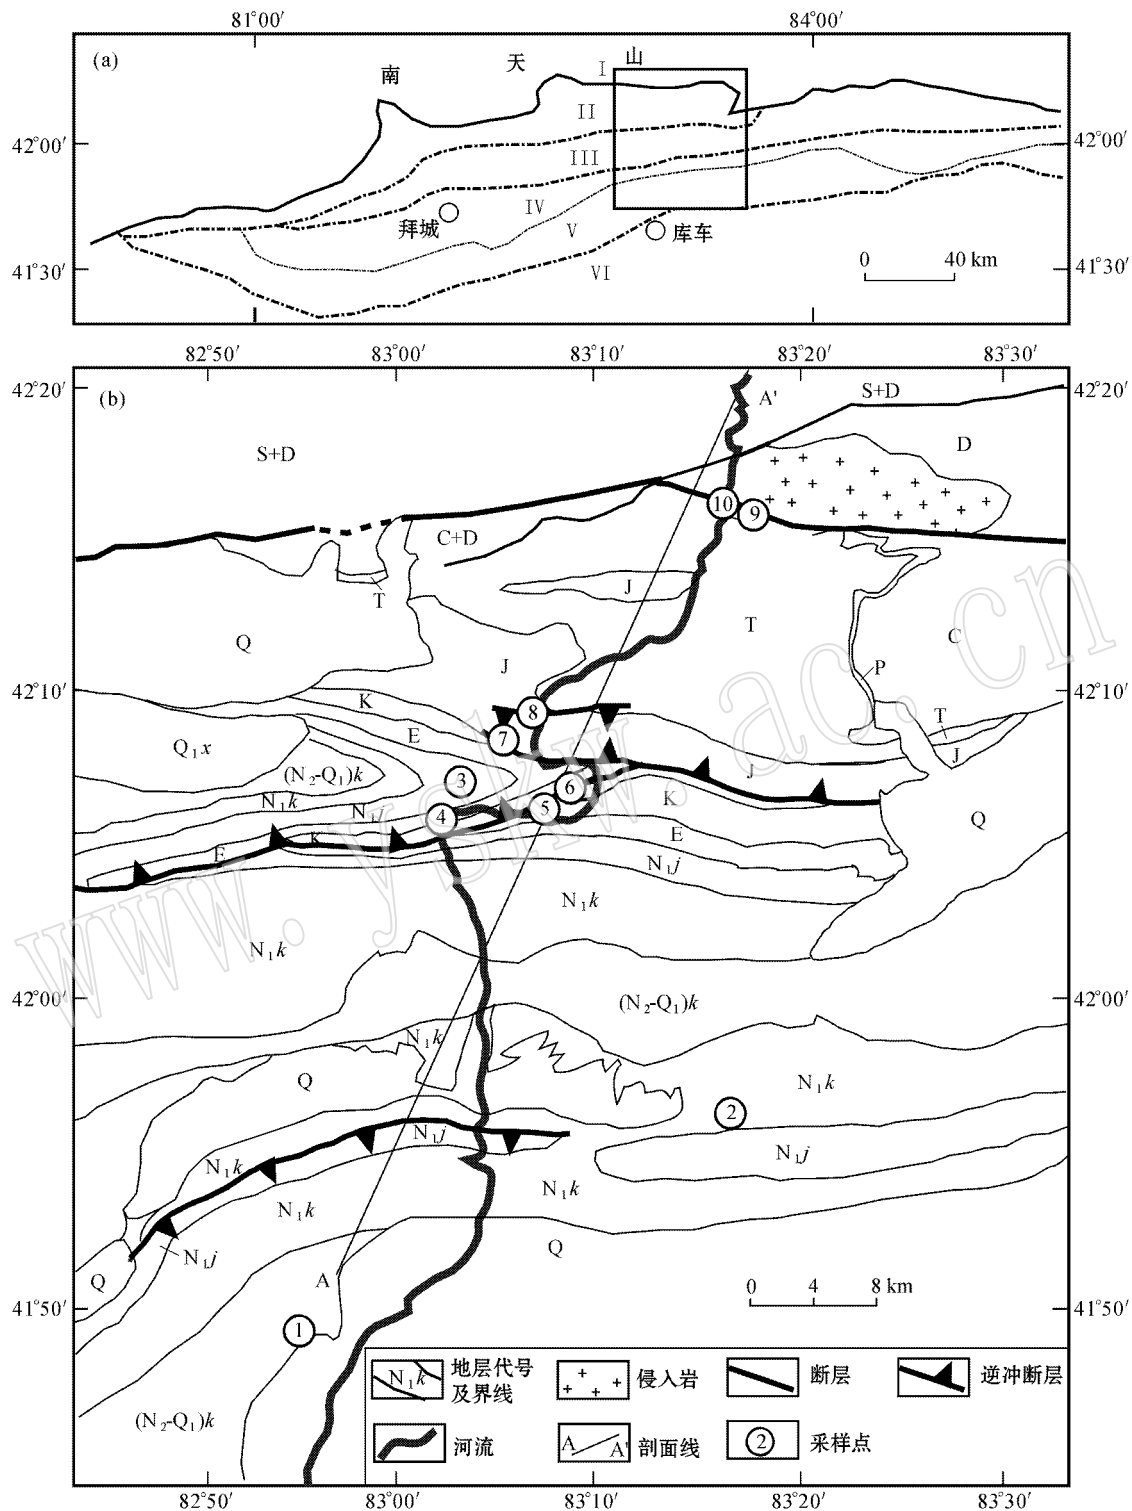 81°00′ 84°00′
(a)
南 天 山
I
II
42°00′ 42°00′
III
IV
拜城
V
库车
VI
41°30′ 41°30′
0 40 km
82°50′ 83°00′ 83°10′ 83°20′ 83°30′
42°20′ 42°20′
(b)
A'
S+D
S+D
D
10
9
C+D
T
J
Q
T
C
J
P
42°10′ 42°10′
K
8
T
E
7
Q₁x
J
J
(N₂-Q₁)k
3
6
K
N₁k
N₁j
4
5
Q
K
E
E
N₁j
N₁k
N₁k
42°00′ 42°00′
(N₂-Q₁)k
N₁k
Q
N₁k
2
N₁j
N₁j
N₁k
N₁k
N₁k
Q
N₁j
Q
A
0 4 8 km
41°50′ 41°50′
1
N₁k 地层代号
及界线
侵入岩
断层
逆冲断层
(N₂-Q₁)k
河流
A A' 剖面线
2 采样点
82°50′ 83°00′ 83°10′ 83°20′ 83°30′
www.yskw.ac.cn